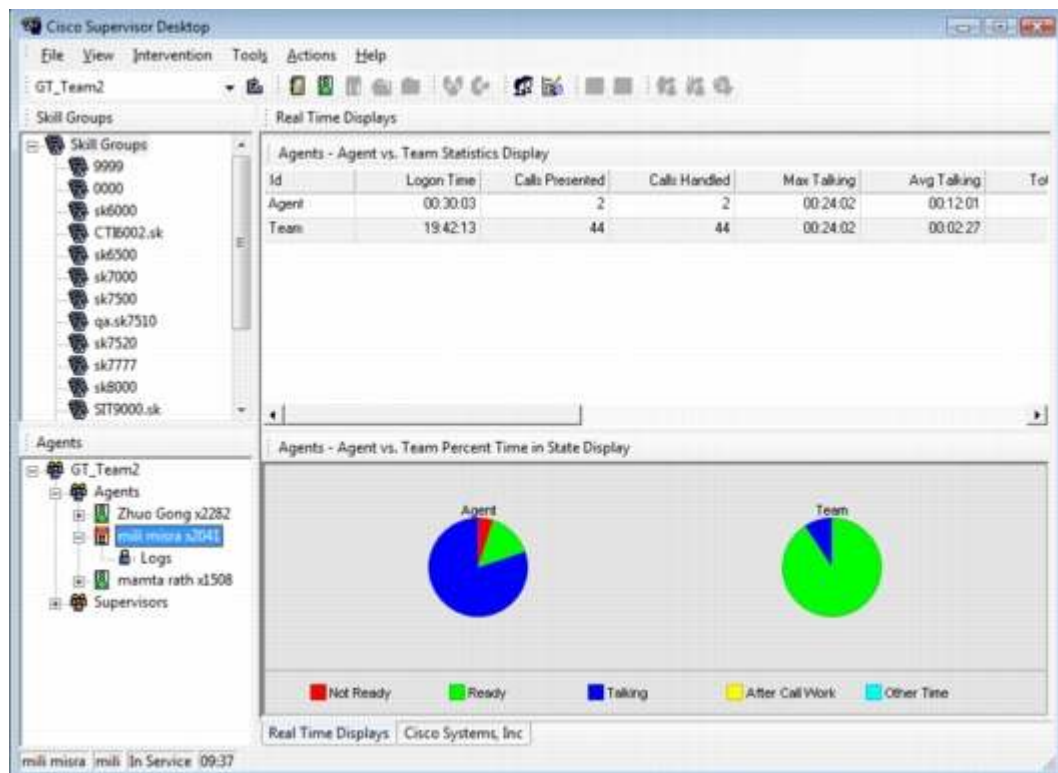 Cisco Supervisor Desktop
File View Intervention Tools Actions Help
GT_Team2
Skill Groups
Skill Groups
9999
0000
sk6000
CTI6002.sk
sk6500
sk7000
sk7500
qa.sk7510
sk7520
sk7777
sk8000
SIT9000.sk
Agents
GT_Team2
Agents
Zhuo Gong x2282
mili misra x2041
Logs
mamta rath x1508
Supervisors
Real Time Displays
Agents - Agent vs. Team Statistics Display
Id Logon Time Calls Presented Calls Handled Max Talking Avg Talking Tot
Agent 00:30:03 2 2 00:24:02 00:12:01
Team 19:42:13 44 44 00:24:02 00:02:27
Agents - Agent vs. Team Percent Time in State Display
Agent Team
Not Ready Ready Talking After Call Work Other Time
Real Time Displays Cisco Systems, Inc
mili misra mili In Service 09:37